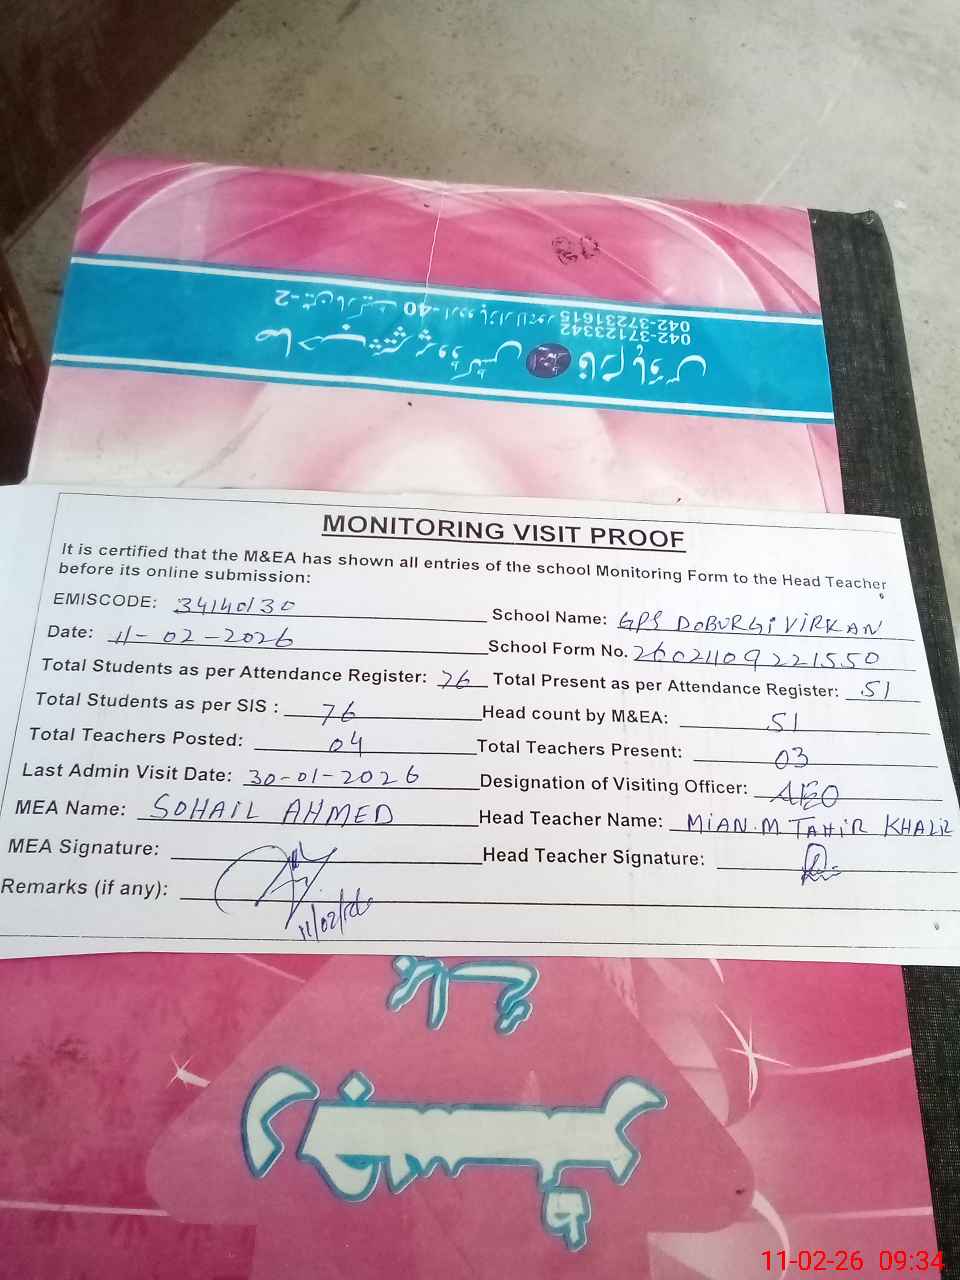 042-37231615
042-37123342
MONITORING VISIT PROOF
It is certified that the M&EA has shown all entries of the school Monitoring Form to the Head Teacher
before its online submission:
EMISCODE: 34140130 School Name: GPS DOBURGI VIRKAN
Date: 11-02-2026 School Form No. 26021109221550
Total Students as per Attendance Register: 76 Total Present as per Attendance Register: 51
Total Students as per SIS : 76 Head count by M&EA: 51
Total Teachers Posted: 04 Total Teachers Present: 03
Last Admin Visit Date: 30-01-2026 Designation of Visiting Officer: AEO
MEA Name: SOHAIL AHMED Head Teacher Name: MIAN.M TAHIR KHALIL
MEA Signature: Head Teacher Signature:
Remarks (if any): 11/02/26
11-02-26 09:34